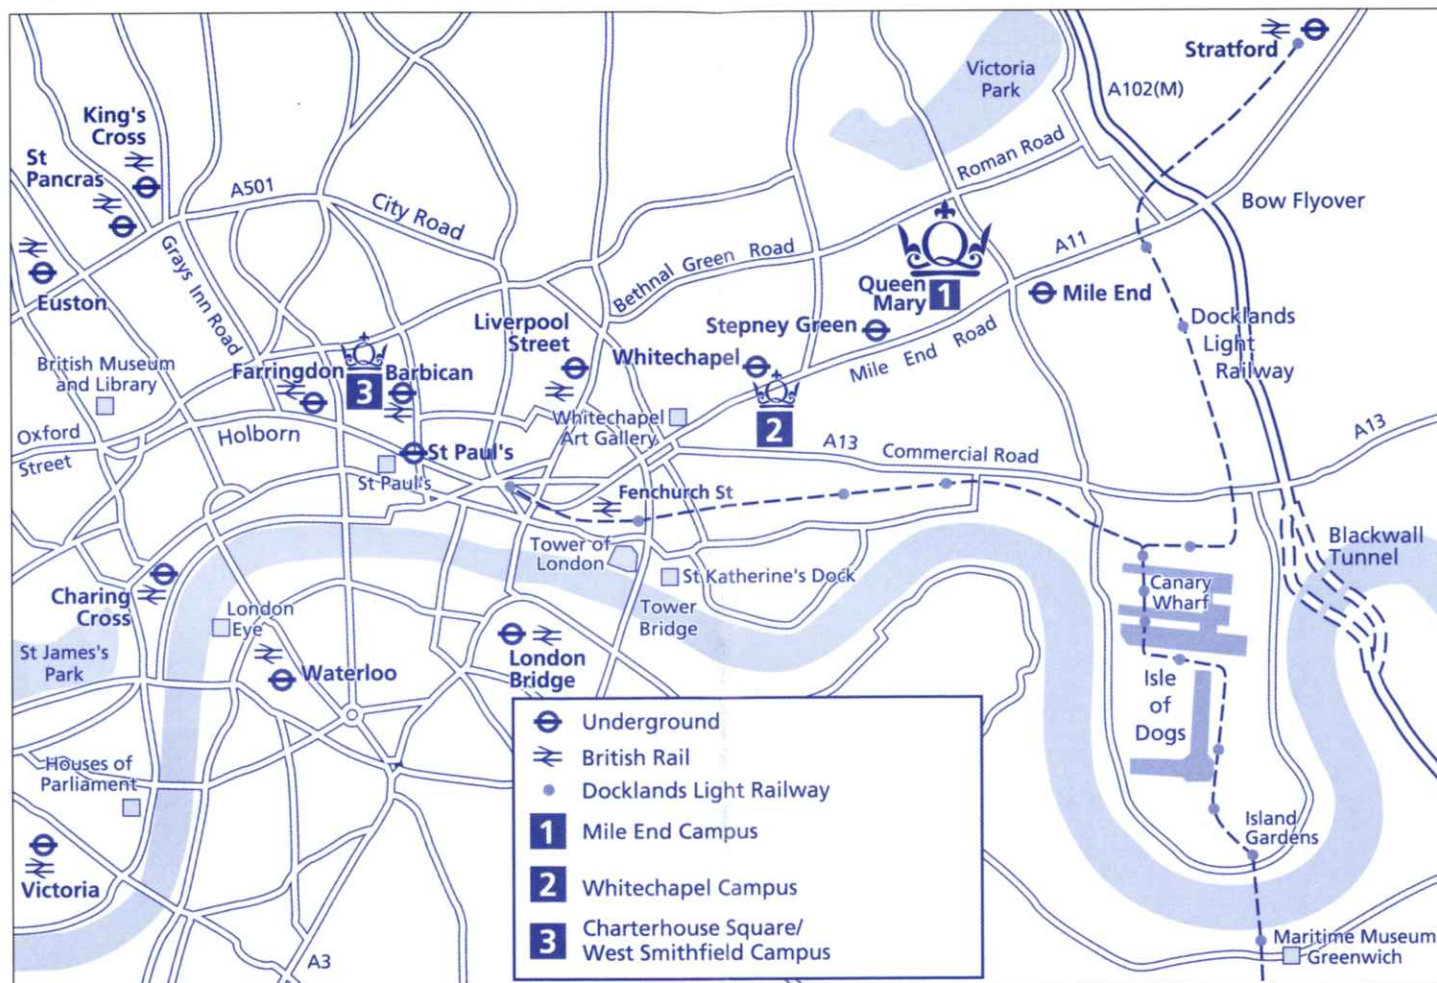 Stratford
Victoria
Park
A102(M)
King's
Cross
St
Pancras
A501
City Road
Roman Road
Bow Flyover
Grays Inn Road
Bethnal Green Road
Q
A11
Euston
Queen
Mary
1
Mile End
Liverpool
Street
Stepney Green
Docklands
Light
Railway
British Museum
and Library
Farringdon
Q
3
Barbican
Whitechapel
Mile End Road
Q
2
Whitechapel
Art Gallery
Oxford
Street
Holborn
St Paul's
St Paul's
A13
Commercial Road
A13
Fenchurch St
Blackwall
Tunnel
Tower of
London
St Katherine's Dock
Canary
Wharf
Charing
Cross
London
Eye
Tower
Bridge
St James's
Park
Waterloo
London
Bridge
Isle
of
Dogs
Houses of
Parliament
Victoria
A3
Island
Gardens
Maritime Museum
Greenwich
Underground
British Rail
Docklands Light Railway
1 Mile End Campus
2 Whitechapel Campus
3 Charterhouse Square/
West Smithfield Campus